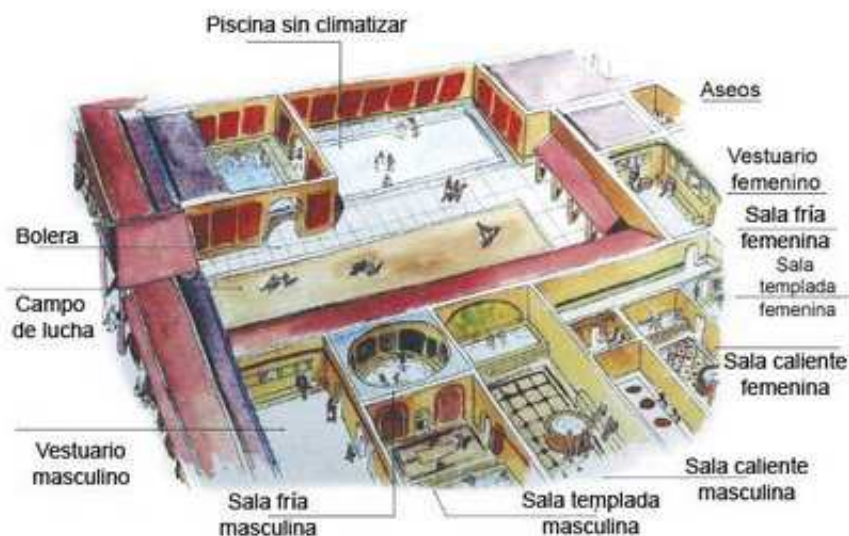 Piscina sin climatizar
Aseos
Vestuario
femenino
Sala fría
femenina
Sala
templada
femenina
Sala caliente
femenina
Bolera
Campo
de lucha
Vestuario
masculino
Sala fría
masculina
Sala templada
masculina
Sala caliente
masculina